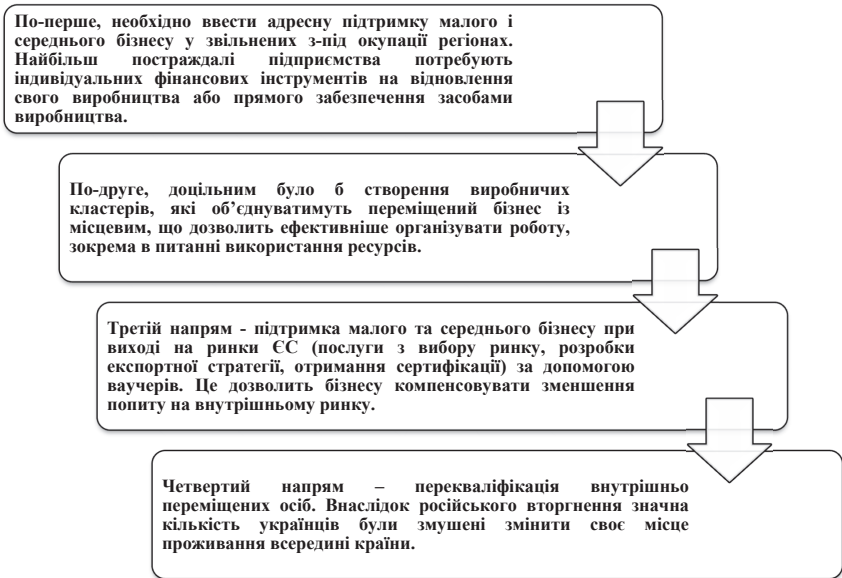 По-перше, необхідно ввести адресну підтримку малого і
середнього бізнесу у звільнених з-під окупації регіонах.
Найбільш постраждалі підприємства потребують
індивідуальних фінансових інструментів на відновлення
свого виробництва або прямого забезпечення засобами
виробництва.
По-друге, доцільним було б створення виробничих
кластерів, які об’єднуватимуть переміщений бізнес із
місцевим, що дозволить ефективніше організувати роботу,
зокрема в питанні використання ресурсів.
Третій напрям - підтримка малого та середнього бізнесу при
виході на ринки ЄС (послуги з вибору ринку, розробки
експортної стратегії, отримання сертифікації) за допомогою
ваучерів. Це дозволить бізнесу компенсовувати зменшення
попиту на внутрішньому ринку.
Четвертий напрям – перекваліфікація внутрішньо
переміщених осіб. Внаслідок російського вторгнення значна
кількість українців були змушені змінити своє місце
проживання всередині країни.